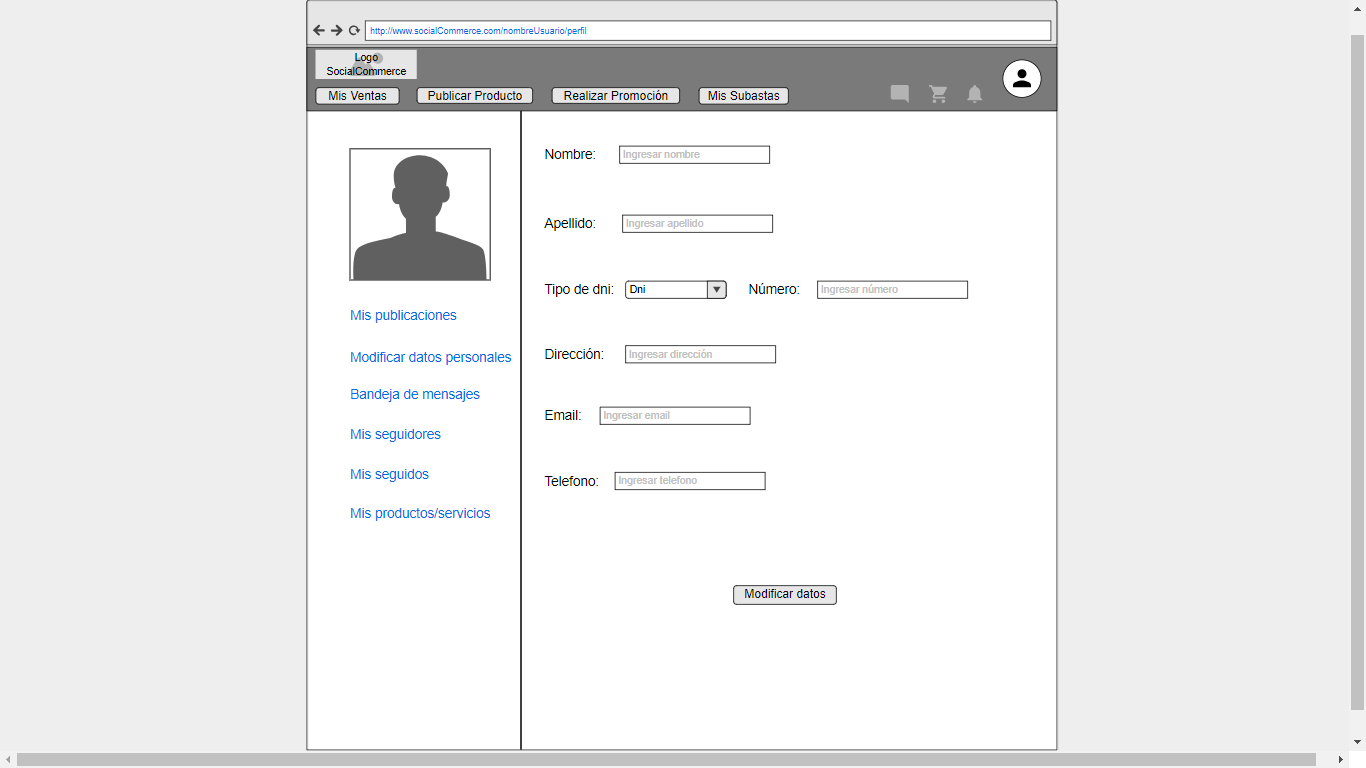 http://www.socialCommerce.com/nombreUsuario/perfil
Logo
SocialCommerce
Mis Ventas Publicar Producto Realizar Promoción Mis Subastas
Nombre: Ingresar nombre
Apellido: Ingresar apellido
Tipo de dni: Dni Número: Ingresar número
Mis publicaciones
Modificar datos personales
Dirección: Ingresar dirección
Bandeja de mensajes
Email: Ingresar email
Mis seguidores
Mis seguidos
Telefono: Ingresar telefono
Mis productos/servicios
Modificar datos